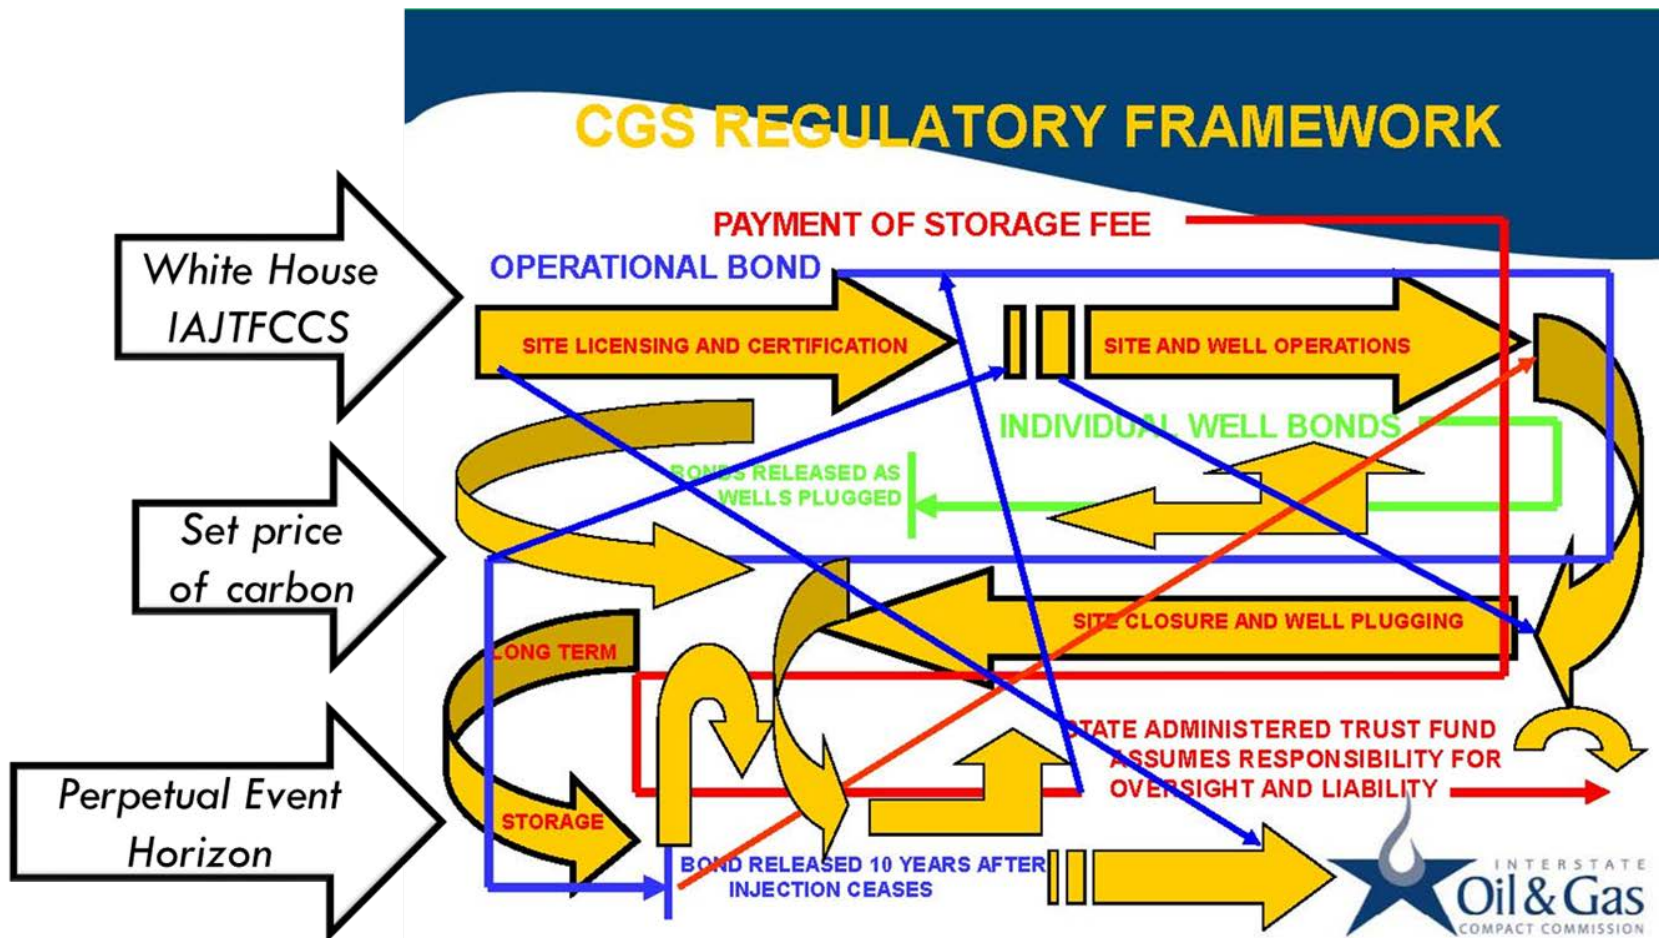 CGS REGULATORY FRAMEWORK
White House
IAJTFCCS
PAYMENT OF STORAGE FEE
OPERATIONAL BOND
SITE LICENSING AND CERTIFICATION
SITE AND WELL OPERATIONS
INDIVIDUAL WELL BONDS
BONDS RELEASED AS
WELLS PLUGGED
Set price
of carbon
SITE CLOSURE AND WELL PLUGGING
LONG TERM
STORAGE
STATE ADMINISTERED TRUST FUND
ASSUMES RESPONSIBILITY FOR
OVERSIGHT AND LIABILITY
Perpetual Event
Horizon
BOND RELEASED 10 YEARS AFTER
INJECTION CEASES
INTERSTATE
Oil & Gas
COMPACT COMMISSION